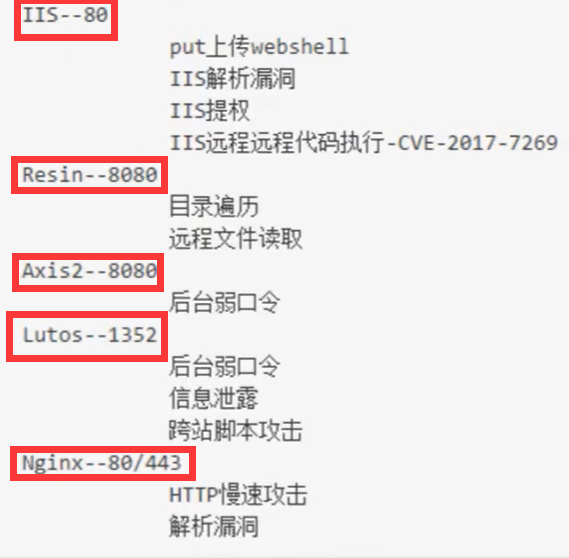 IIS--80
put上传webshell
IIS解析漏洞
IIS提权
IIS远程远程代码执行-CVE-2017-7269
Resin--8080
目录遍历
远程文件读取
Axis2--8080
后台弱口令
Lutos--1352
后台弱口令
信息泄露
跨站脚本攻击
Nginx--80/443
HTTP慢速攻击
解析漏洞